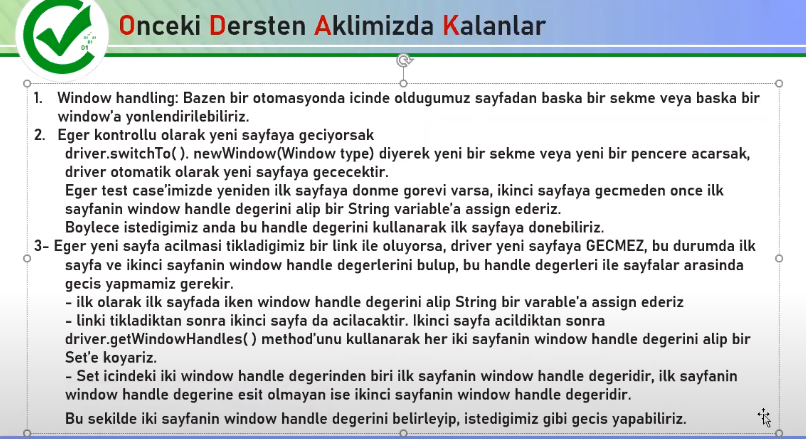 Onceki Dersten Aklimizda Kalanlar
1. Window handling: Bazen bir otomasyonda icinde oldugumuz sayfadan baska bir sekme veya baska bir
window'a yonlendirilebiliriz.
2. Eger kontrollu olarak yeni sayfaya geciyorsak
driver.switchTo( ). newWindow(Window type) diyerek yeni bir sekme veya yeni bir pencere acarsak,
driver otomatik olarak yeni sayfaya gececektir.
Eger test case'imizde yeniden ilk sayfaya donme gorevi varsa, ikinci sayfaya gecmeden once ilk
sayfanin window handle degerini alip bir String variable'a assign ederiz.
Boylece istedigimiz anda bu handle degerini kullanarak ilk sayfaya donebiliriz.
3- Eger yeni sayfa acilmasi tikladigimiz bir link ile oluyorsa, driver yeni sayfaya GECMEZ, bu durumda ilk
sayfa ve ikinci sayfanin window handle degerlerini bulup, bu handle degerleri ile sayfalar arasinda
gecis yapmamiz gerekir.
- ilk olarak ilk sayfada iken window handle degerini alip String bir varable'a assign ederiz
- linki tikladiktan sonra ikinci sayfa da acilacaktir. Ikinci sayfa acildiktan sonra
driver.getWindowHandles( ) method'unu kullanarak her iki sayfanin window handle degerini alip bir
Set'e koyariz.
- Set icindeki iki window handle degerinden biri ilk sayfanin window handle degeridir, ilk sayfanin
window handle degerine esit olmayan ise ikinci sayfanin window handle degeridir.
Bu sekilde iki sayfanin window handle degerini belirleyip, istedigimiz gibi gecis yapabiliriz.